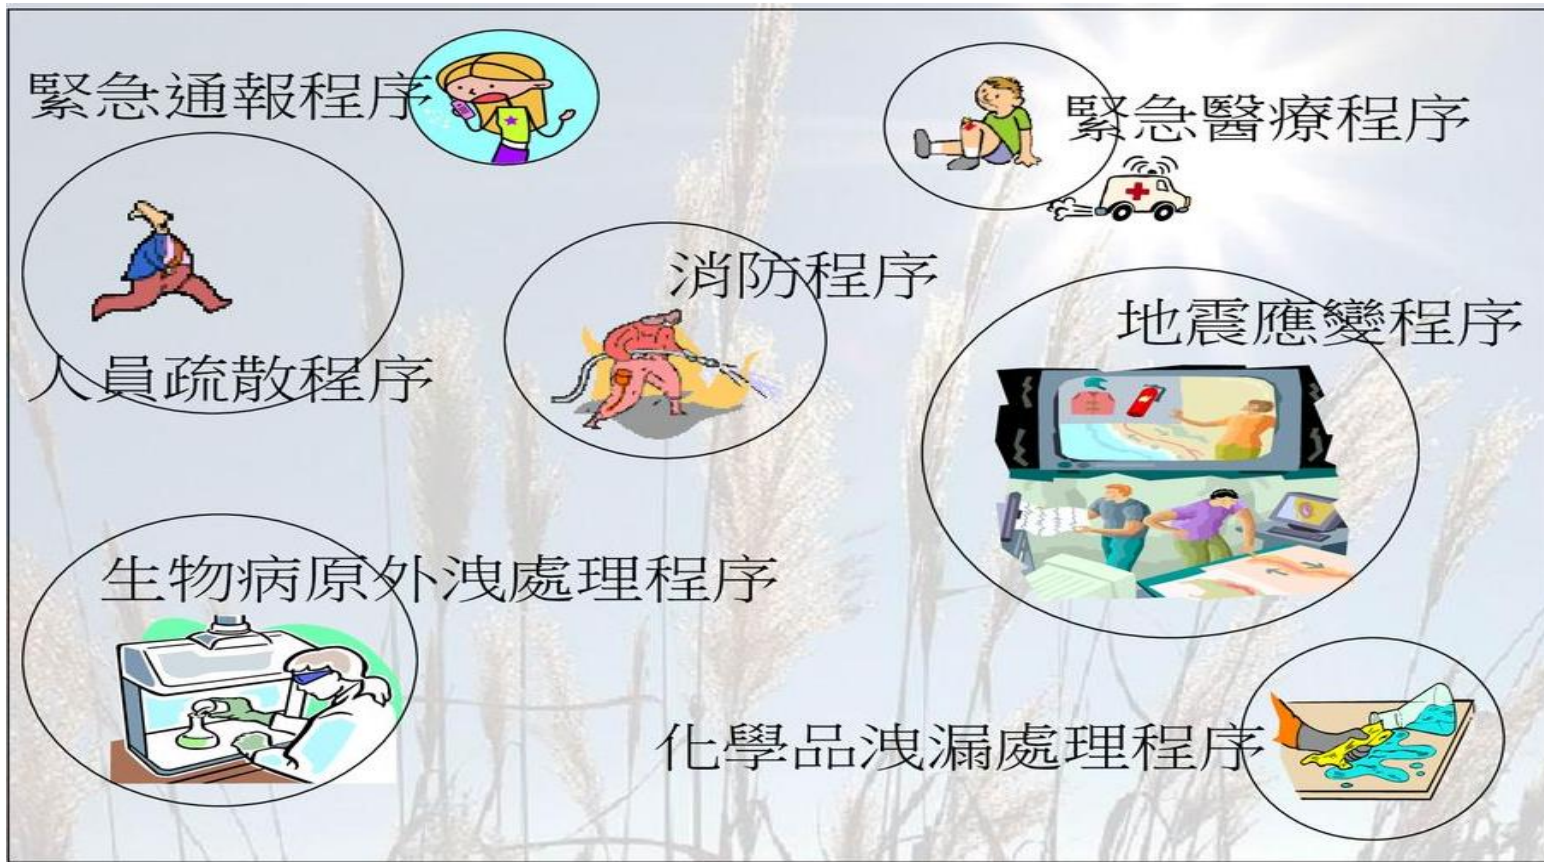 緊急通報程序
緊急醫療程序
消防程序
地震應變程序
人員疏散程序
生物病原外洩處理程序
化學品洩漏處理程序